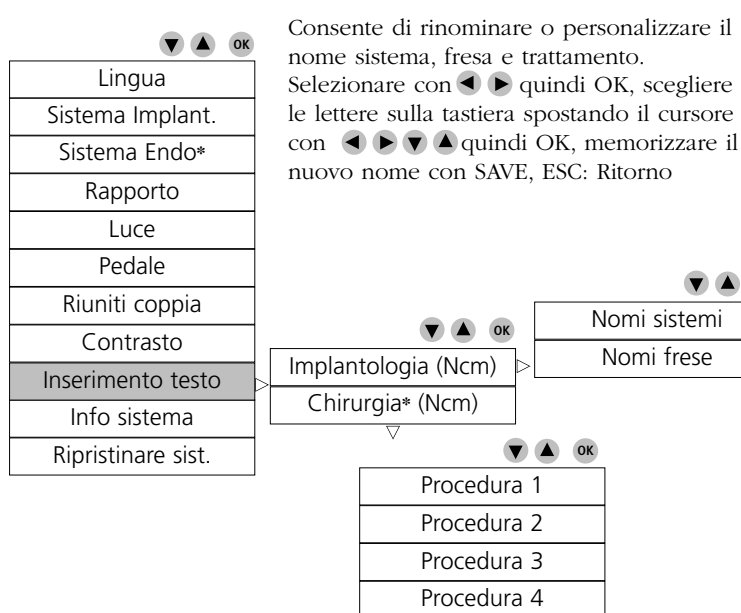 Consente di rinominare o personalizzare il
nome sistema, fresa e trattamento.
Selezionare con ◀ ▶ quindi OK, scegliere
le lettere sulla tastiera spostando il cursore
con ◀ ▶ ▼ ▲ quindi OK, memorizzare il
nuovo nome con SAVE, ESC: Ritorno
▼ ▲ OK
Lingua
Sistema Implant.
Sistema Endo*
Rapporto
Luce
Pedale
Riuniti coppia
Contrasto
Inserimento testo
Info sistema
Ripristinare sist.
▼ ▲ OK
Implantologia (Ncm)
Chirurgia* (Ncm)
▼ ▲
Nomi sistemi
Nomi frese
▼ ▲ OK
Procedura 1
Procedura 2
Procedura 3
Procedura 4